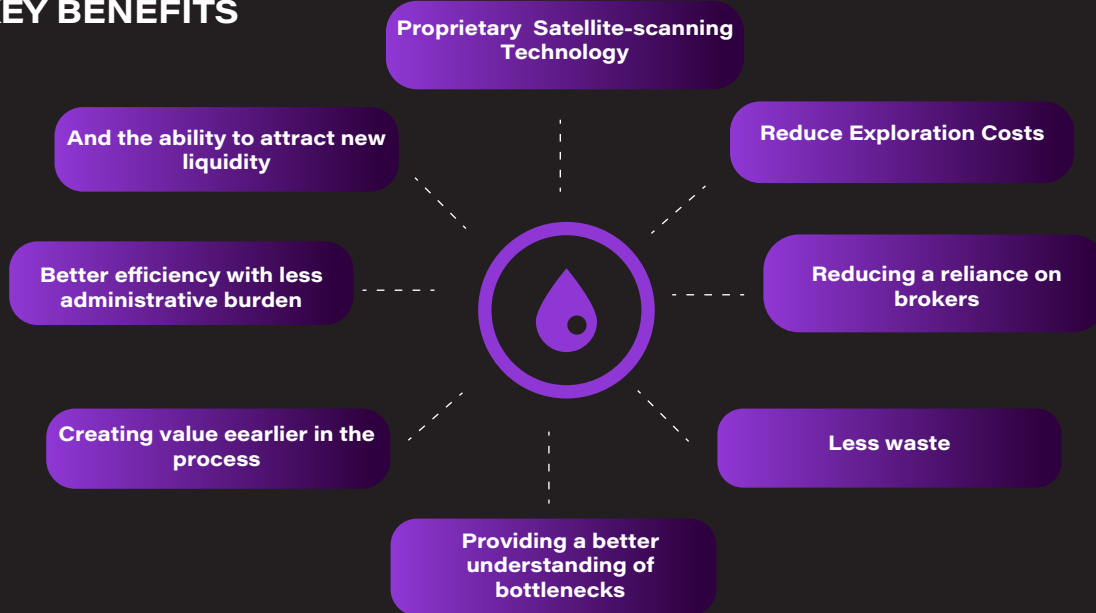 KEY BENEFITS
Proprietary Satellite-scanning
Technology
Reduce Exploration Costs
Reducing a reliance on
brokers
Less waste
Providing a better
understanding of
bottlenecks
Creating value eearlier in the
process
Better efficiency with less
administrative burden
And the ability to attract new
liquidity